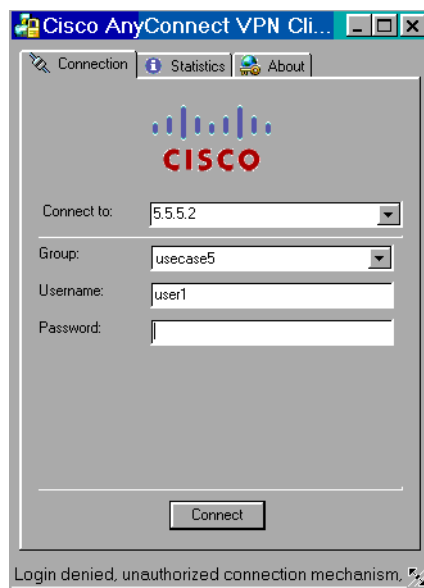 Cisco AnyConnect VPN Cli...
Connection Statistics About
CISCO
Connect to: 5.5.5.2
Group: usecase5
Username: user1
Password:
Connect
Login denied, unauthorized connection mechanism,